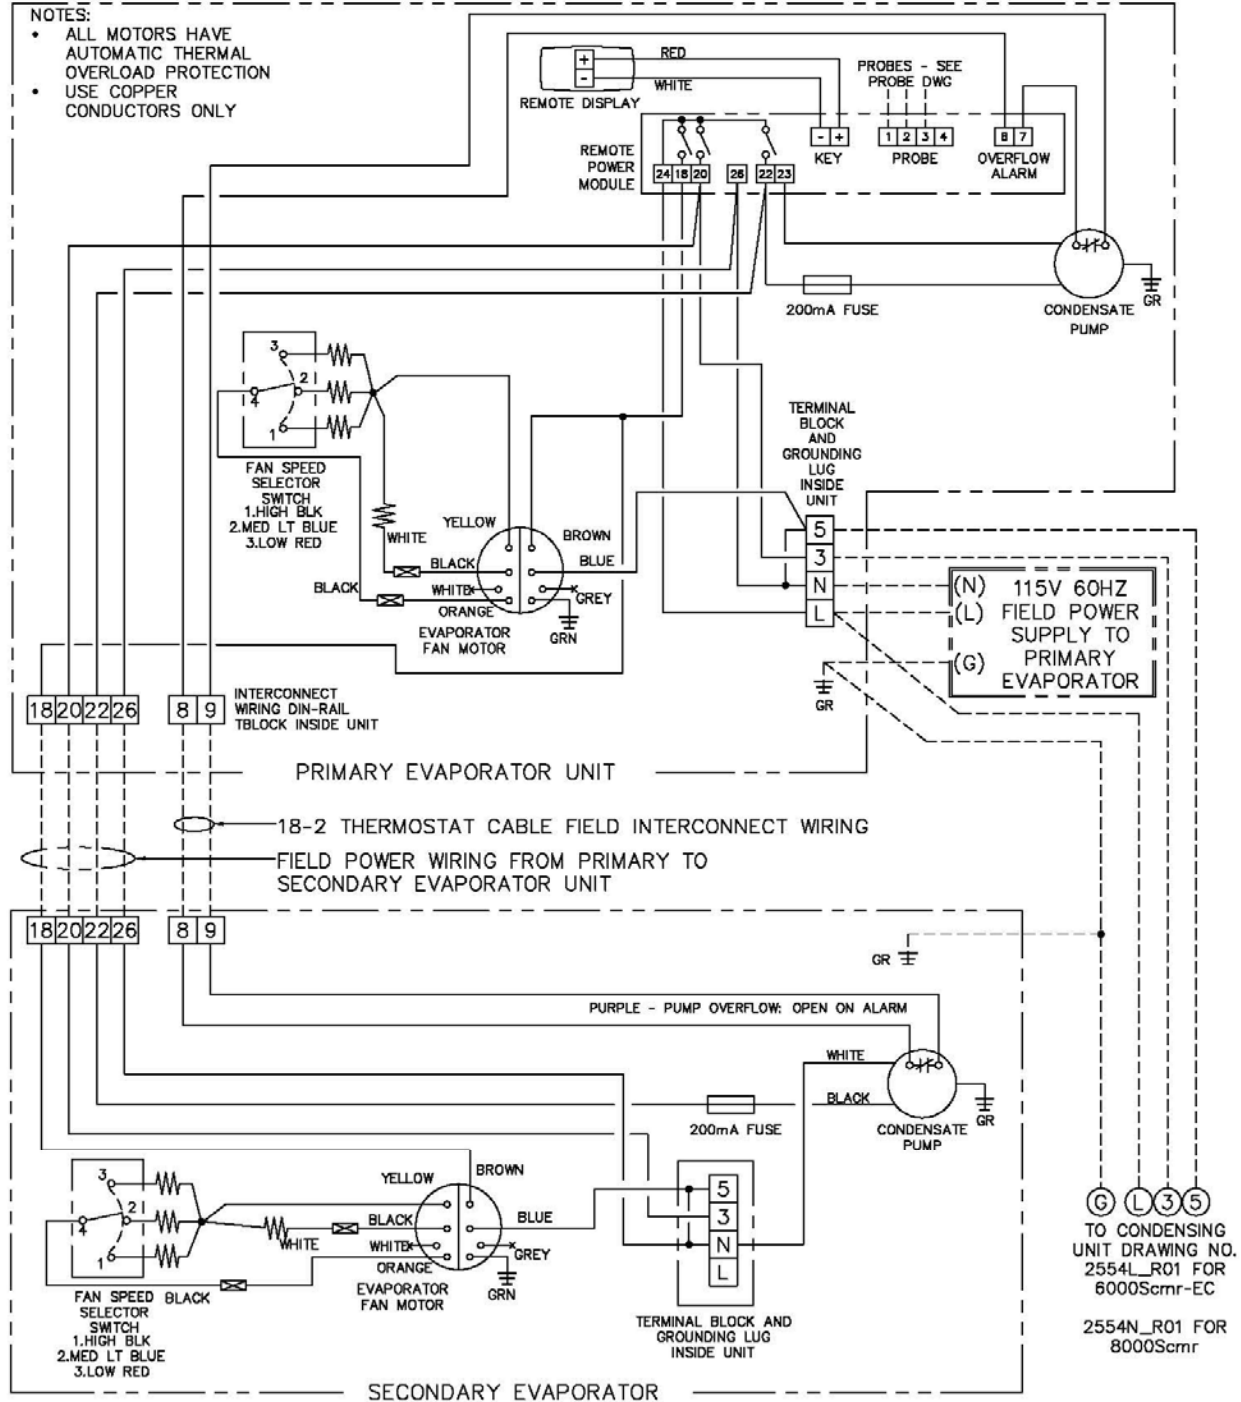 NOTES:
• ALL MOTORS HAVE
AUTOMATIC THERMAL
OVERLOAD PROTECTION
• USE COPPER
CONDUCTORS ONLY
+
-
REMOTE DISPLAY
RED
WHITE
PROBES - SEE
PROBE DWG
REMOTE
POWER
MODULE
- +
KEY
1 2 3 4
PROBE
8 7
OVERFLOW
ALARM
24 18 20 26 22 23
200mA FUSE
GR
CONDENSATE
PUMP
3
2
4
1
FAN SPEED
SELECTOR
SWITCH
1.HIGH BLK
2.MED LT BLUE
3.LOW RED
WHITE
YELLOW
BROWN
BLACK
BLUE
BLACK
WHITE
GREY
ORANGE
GRN
EVAPORATOR
FAN MOTOR
TERMINAL
BLOCK
AND
GROUNDING
LUG
INSIDE
UNIT
5
3
N
L
(N) 115V 60HZ
(L) FIELD POWER
SUPPLY TO
(G) PRIMARY
EVAPORATOR
GR
18 20 22 26
8 9
INTERCONNECT
WIRING DIN-RAIL
TBLOCK INSIDE UNIT
PRIMARY EVAPORATOR UNIT
18-2 THERMOSTAT CABLE FIELD INTERCONNECT WIRING
FIELD POWER WIRING FROM PRIMARY TO
SECONDARY EVAPORATOR UNIT
18 20 22 26
8 9
GR
PURPLE - PUMP OVERFLOW: OPEN ON ALARM
WHITE
BLACK
200mA FUSE
GR
CONDENSATE
PUMP
3
2
4
1
FAN SPEED
SELECTOR
SWITCH
1.HIGH BLK
2.MED LT BLUE
3.LOW RED
BLACK
WHITE
YELLOW
BROWN
BLACK
BLUE
WHITE
GREY
ORANGE
GRN
EVAPORATOR
FAN MOTOR
5
3
N
L
TERMINAL BLOCK AND
GROUNDING LUG
INSIDE UNIT
G L 3 5
TO CONDENSING
UNIT DRAWING NO.
2554L_R01 FOR
6000Scmr-EC
2554N_R01 FOR
8000Scmr
SECONDARY EVAPORATOR